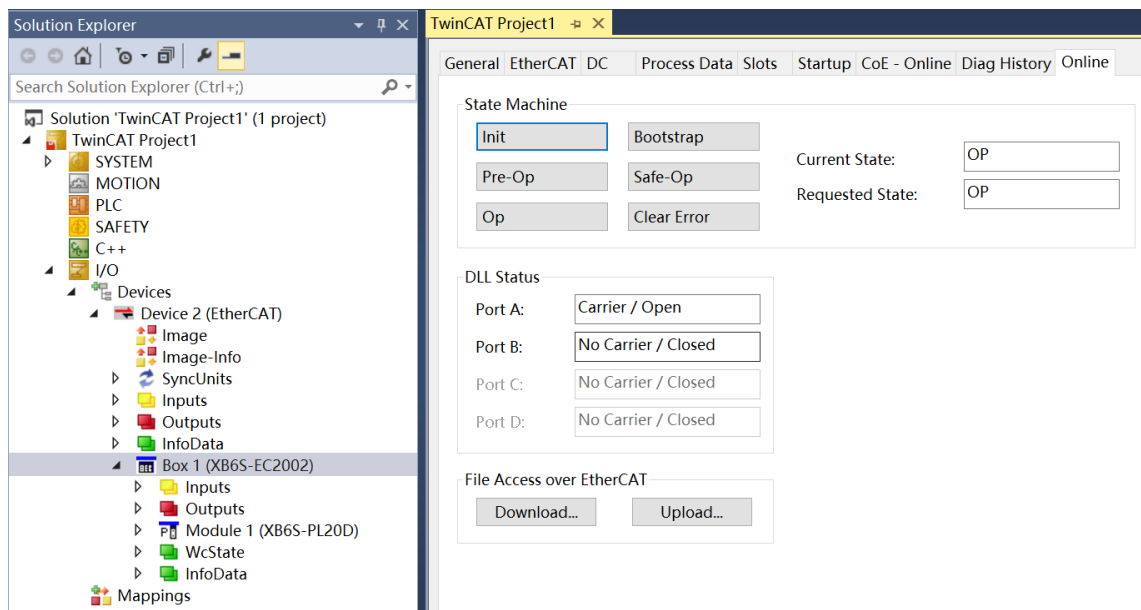 Solution Explorer
Search Solution Explorer (Ctrl+;)
Solution 'TwinCAT Project1' (1 project)
TwinCAT Project1
SYSTEM
MOTION
PLC
SAFETY
C++
I/O
Devices
Device 2 (EtherCAT)
Image
Image-Info
SyncUnits
Inputs
Outputs
InfoData
Box 1 (XB6S-EC2002)
Inputs
Outputs
Module 1 (XB6S-PL20D)
WcState
InfoData
Mappings
TwinCAT Project1
General EtherCAT DC Process Data Slots Startup CoE - Online Diag History Online
State Machine
Init Bootstrap
Pre-Op Safe-Op
Op Clear Error
Current State: OP
Requested State: OP
DLL Status
Port A: Carrier / Open
Port B: No Carrier / Closed
Port C: No Carrier / Closed
Port D: No Carrier / Closed
File Access over EtherCAT
Download... Upload...